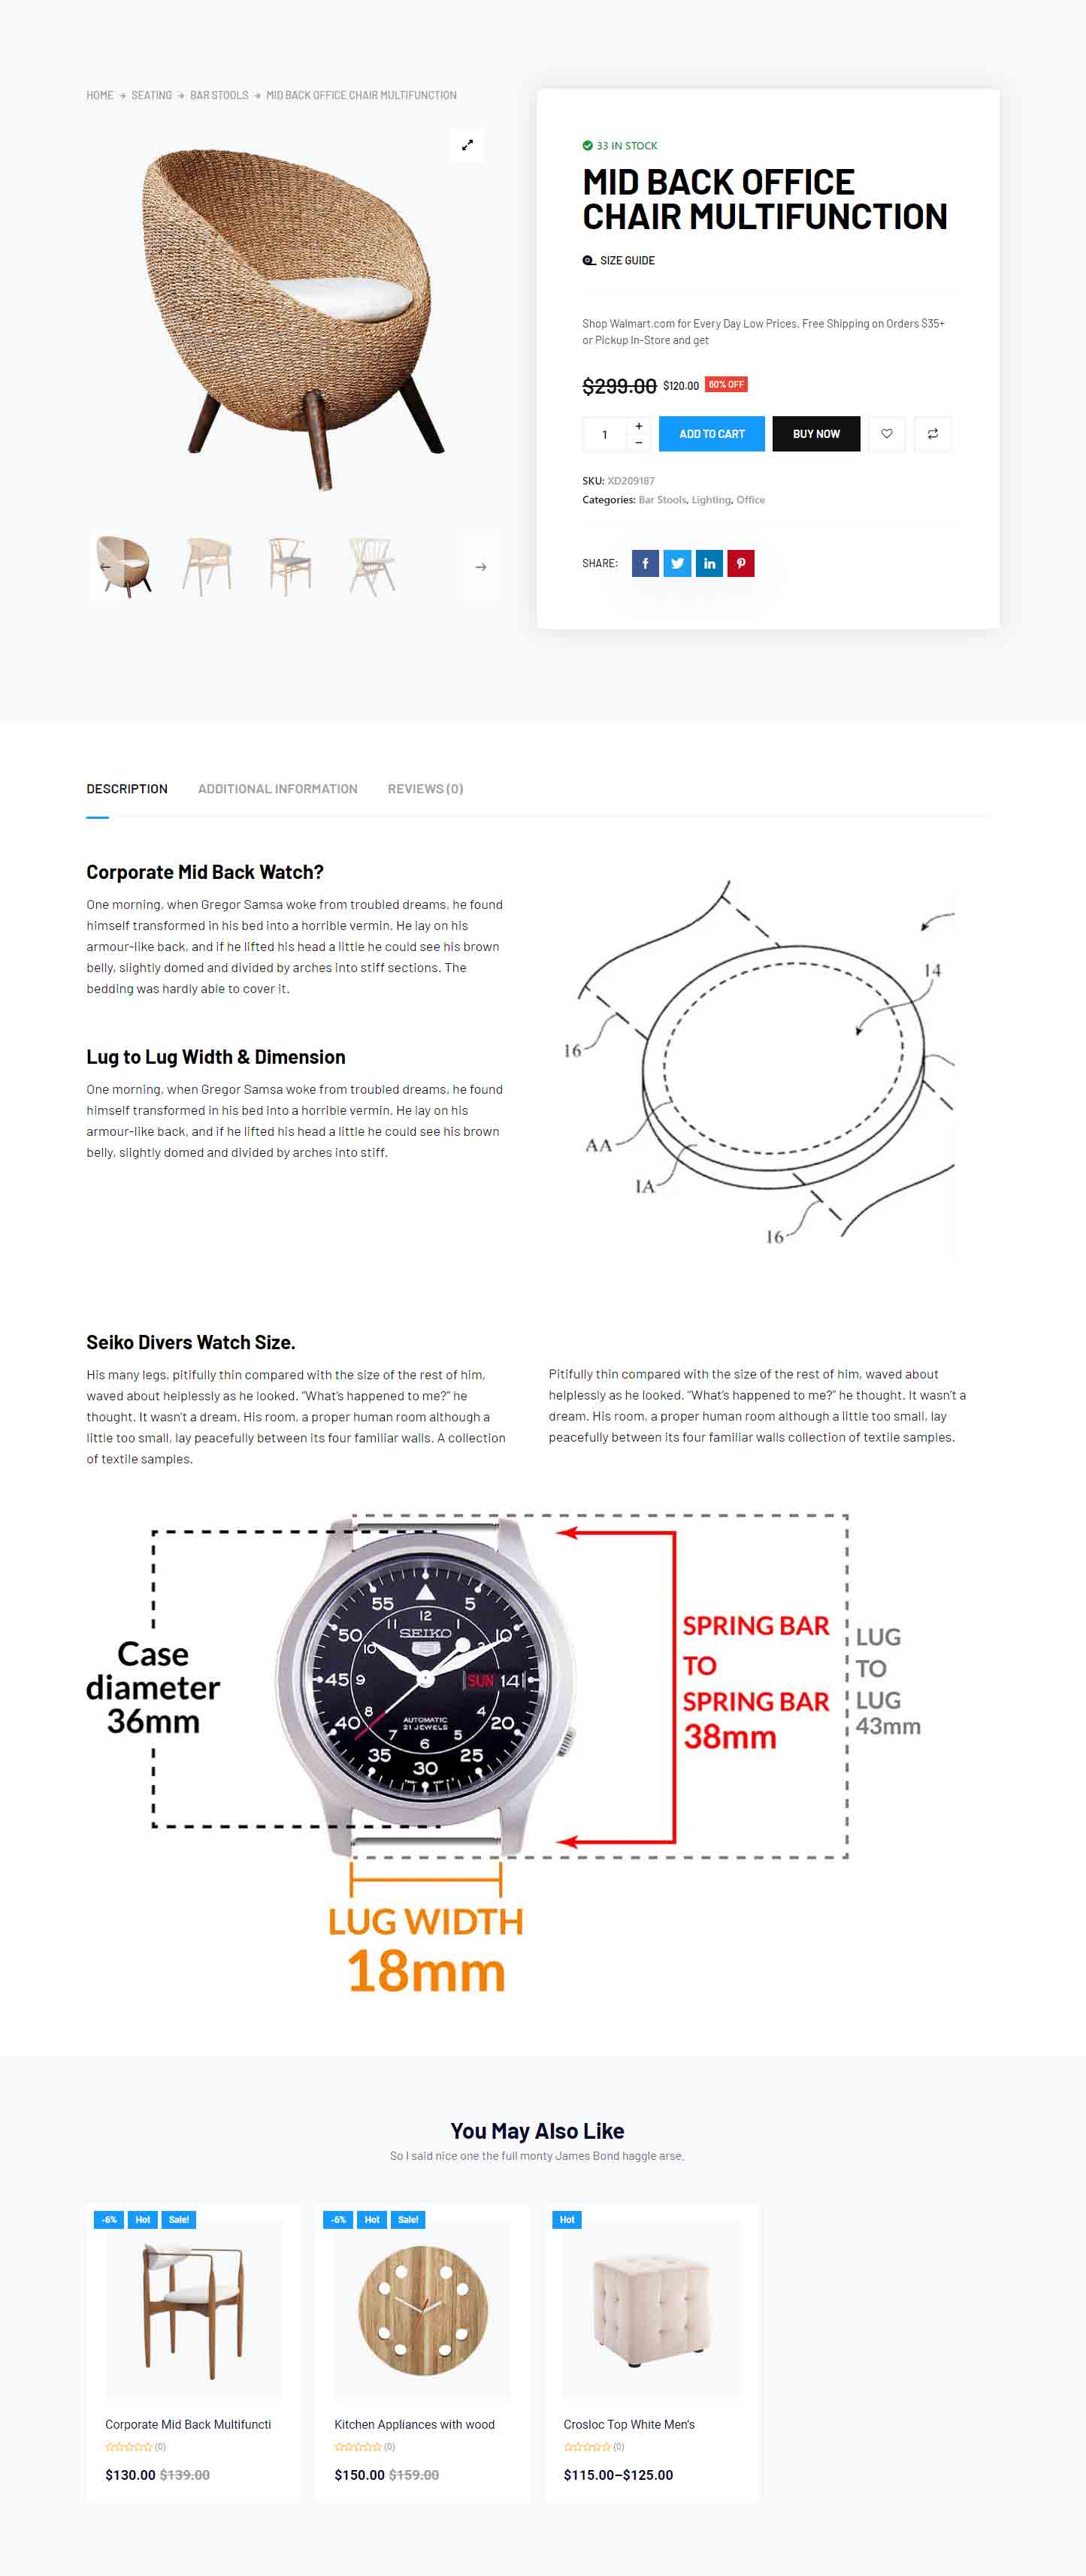 HOME → SEATING → BAR STOOLS → MID BACK OFFICE CHAIR MULTIFUNCTION
33 IN STOCK
MID BACK OFFICE
CHAIR MULTIFUNCTION
SIZE GUIDE
Shop Walmart.com for Every Day Low Prices. Free Shipping on Orders $35+
or Pickup In-Store and get
$299.00 $120.00 60% OFF
1 + − ADD TO CART BUY NOW
SKU: XD209187
Categories: Bar Stools, Lighting, Office
SHARE:
DESCRIPTION ADDITIONAL INFORMATION REVIEWS (0)
Corporate Mid Back Watch?
One morning, when Gregor Samsa woke from troubled dreams, he found
himself transformed in his bed into a horrible vermin. He lay on his
armour-like back, and if he lifted his head a little he could see his brown
belly, slightly domed and divided by arches into stiff sections. The
bedding was hardly able to cover it.
Lug to Lug Width & Dimension
One morning, when Gregor Samsa woke from troubled dreams, he found
himself transformed in his bed into a horrible vermin. He lay on his
armour-like back, and if he lifted his head a little he could see his brown
belly, slightly domed and divided by arches into stiff.
14
16
AA
IA
16
Seiko Divers Watch Size.
His many legs, pitifully thin compared with the size of the rest of him,
waved about helplessly as he looked. “What’s happened to me?” he
thought. It wasn’t a dream. His room, a proper human room although a
little too small, lay peacefully between its four familiar walls. A collection
of textile samples.
Pitifully thin compared with the size of the rest of him, waved about
helplessly as he looked. “What’s happened to me?” he thought. It wasn’t a
dream. His room, a proper human room although a little too small, lay
peacefully between its four familiar walls collection of textile samples.
Case
diameter
36mm
55 5
11 12
50 10 SEIKO 2 10
45 9 SUN 14
40 8 AUTOMATIC 4 20
21 JEWELS
7 6 5
35 30 25
SPRING BAR
TO
SPRING BAR
38mm
LUG
TO
LUG
43mm
LUG WIDTH
18mm
You May Also Like
So I said nice one the full monty James Bond haggle arse.
-6% Hot Sale!
Corporate Mid Back Multifuncti
(0)
$130.00 $139.00
-6% Hot Sale!
Kitchen Appliances with wood
(0)
$150.00 $159.00
Hot
Crosloc Top White Men's
(0)
$115.00–$125.00